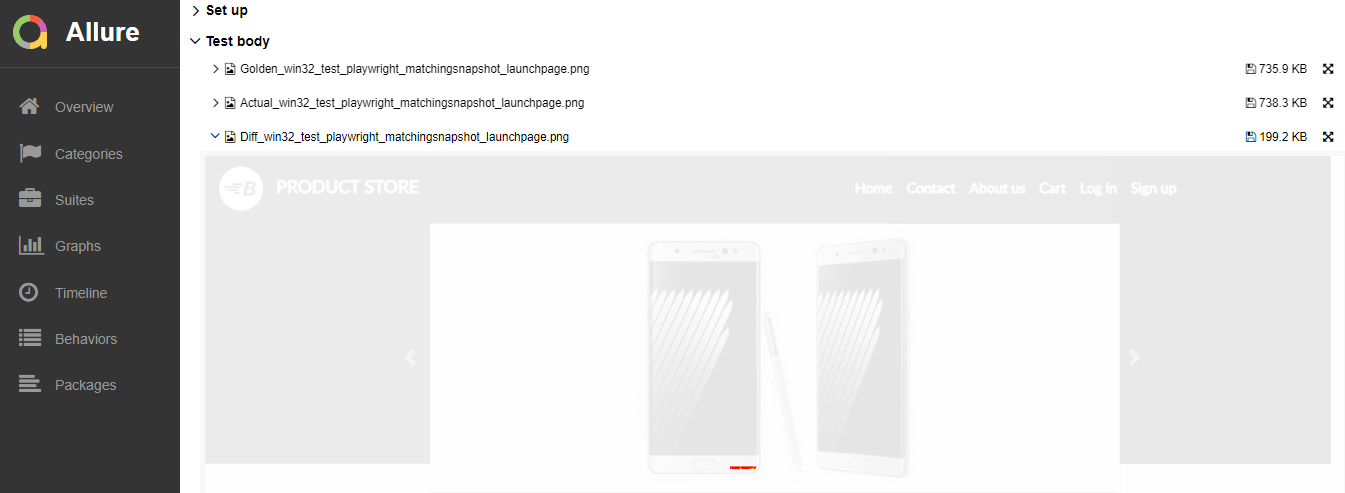 Allure
Overview
Categories
Suites
Graphs
Timeline
Behaviors
Packages
Set up
Test body
Golden_win32_test_playwright_matchingsnapshot_launchpage.png 735.9 KB
Actual_win32_test_playwright_matchingsnapshot_launchpage.png 738.3 KB
Diff_win32_test_playwright_matchingsnapshot_launchpage.png 199.2 KB
B PRODUCT STORE Home Contact About us Cart Log in Sign up